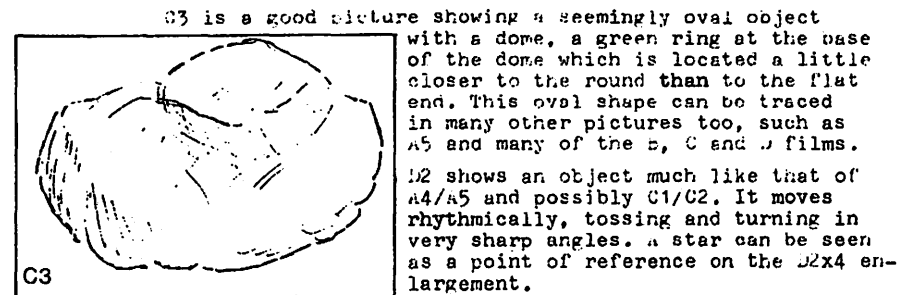 C3 is a good picture showing a seemingly oval object
with a dome, a green ring at the base
of the dome which is located a little
closer to the round than to the flat
end. This oval shape can be traced
in many other pictures too, such as
A5 and many of the B, C and D films.
D2 shows an object much like that of
A4/A5 and possibly C1/C2. It moves
rhythmically, tossing and turning in
very sharp angles. A star can be seen
as a point of reference on the D2x4 en-
largement.
C3